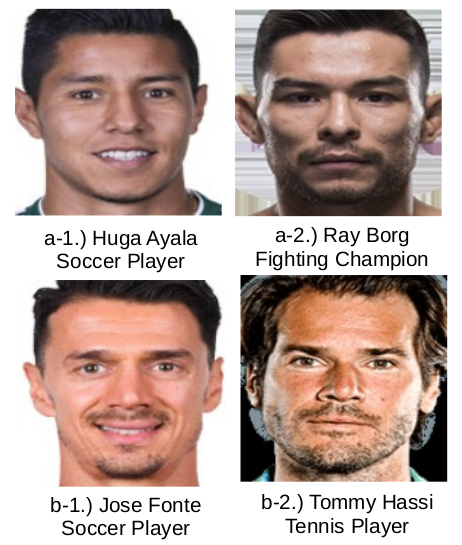 a-1.) Huga Ayala
Soccer Player
a-2.) Ray Borg
Fighting Champion
b-1.) Jose Fonte
Soccer Player
b-2.) Tommy Hassi
Tennis Player